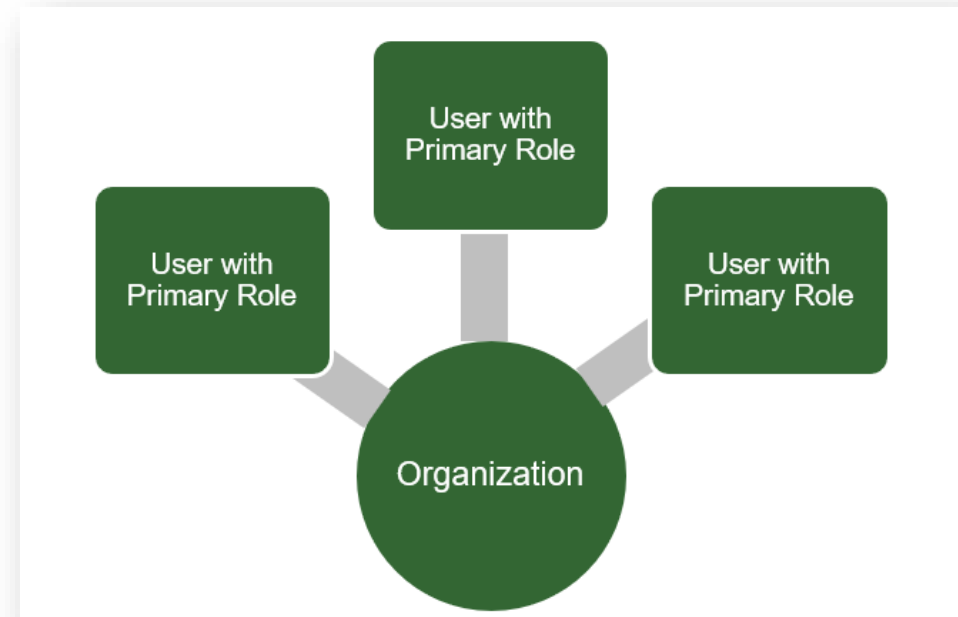 User with
Primary Role
User with
Primary Role
User with
Primary Role
Organization